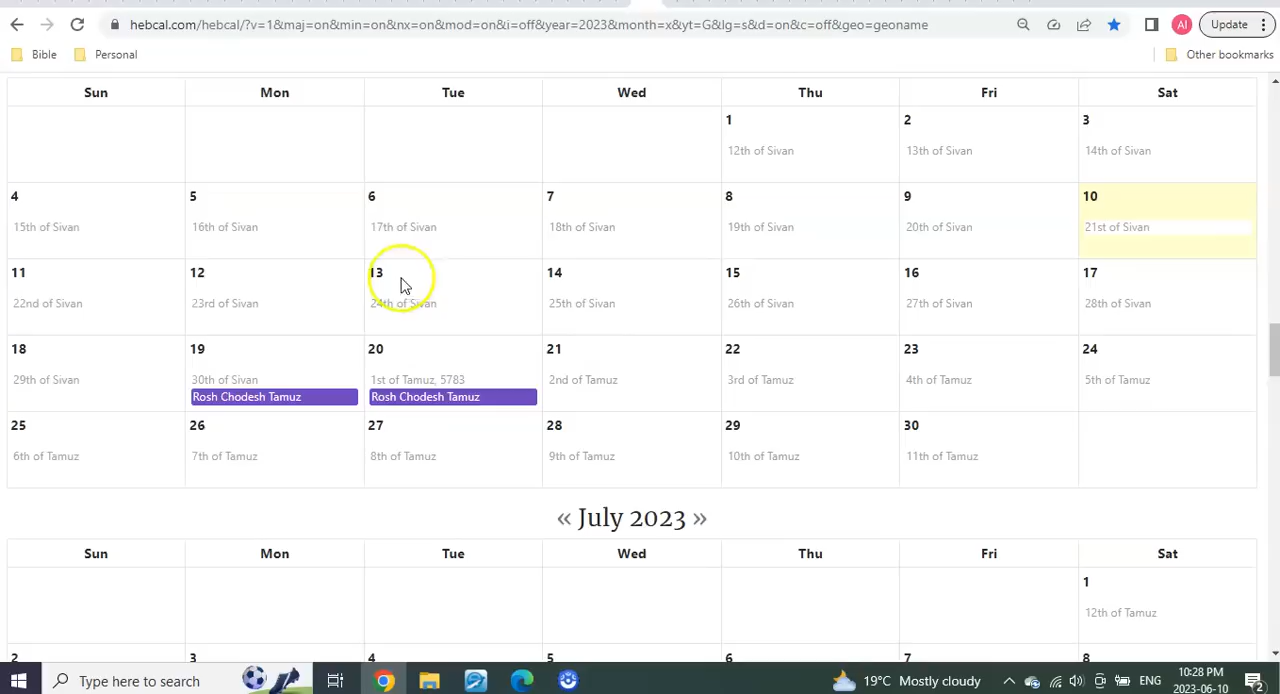 hebcal.com/hebcal/?v=1&maj=on&min=on&nx=on&mod=on&i=off&year=2023&month=x&yt=G&lg=s&d=on&c=off&geo=geoname
AI
Update
Bible
Personal
Other bookmarks
Sun Mon Tue Wed Thu Fri Sat
1 2 3
12th of Sivan 13th of Sivan 14th of Sivan
4 5 6 7 8 9 10
15th of Sivan 16th of Sivan 17th of Sivan 18th of Sivan 19th of Sivan 20th of Sivan 21st of Sivan
11 12 13 14 15 16 17
22nd of Sivan 23rd of Sivan 24th of Sivan 25th of Sivan 26th of Sivan 27th of Sivan 28th of Sivan
18 19 20 21 22 23 24
29th of Sivan 30th of Sivan 1st of Tamuz, 5783 2nd of Tamuz 3rd of Tamuz 4th of Tamuz 5th of Tamuz
Rosh Chodesh Tamuz Rosh Chodesh Tamuz
25 26 27 28 29 30
6th of Tamuz 7th of Tamuz 8th of Tamuz 9th of Tamuz 10th of Tamuz 11th of Tamuz
« July 2023 »
Sun Mon Tue Wed Thu Fri Sat
1
12th of Tamuz
2 3 4 5 6 7 8
Type here to search
19°C Mostly cloudy
ENG
10:28 PM
2023-06-10
2